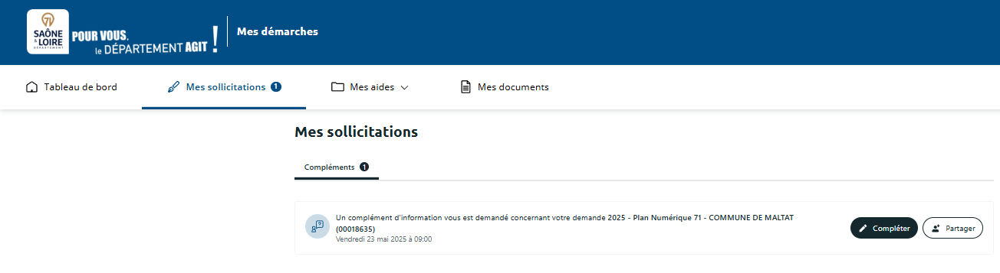 71
SAÔNE
& LOIRE
DÉPARTEMENT
POUR VOUS,
le DÉPARTEMENT AGIT !
Mes démarches
Tableau de bord
Mes sollicitations 1
Mes aides
Mes documents
Mes sollicitations
Compléments 1
Un complément d'information vous est demandé concernant votre demande 2025 - Plan Numérique 71 - COMMUNE DE MALTAT
(00018635)
Vendredi 23 mai 2025 à 09:00
Compléter
Partager